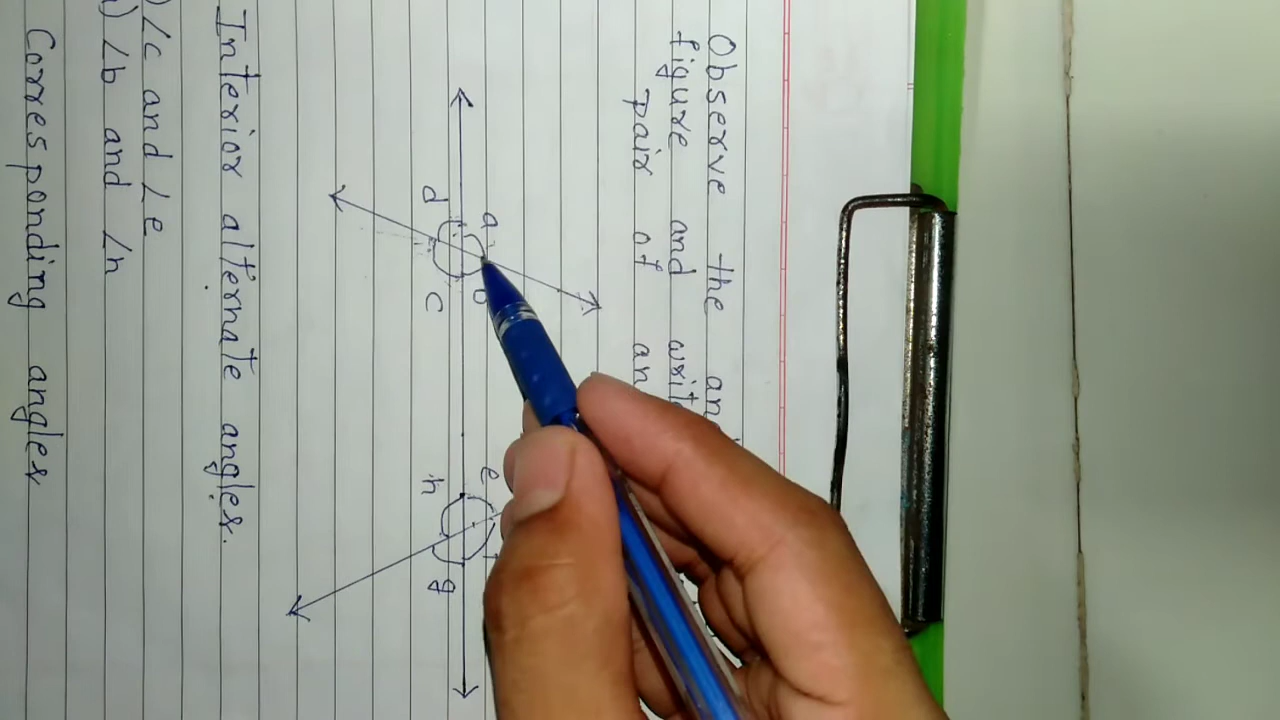 Observe the
figure and
pair of
a
d
c
e
h
g
Interior alternate angles.
) ∠c and ∠e
) ∠b and ∠h
Corresponding angles